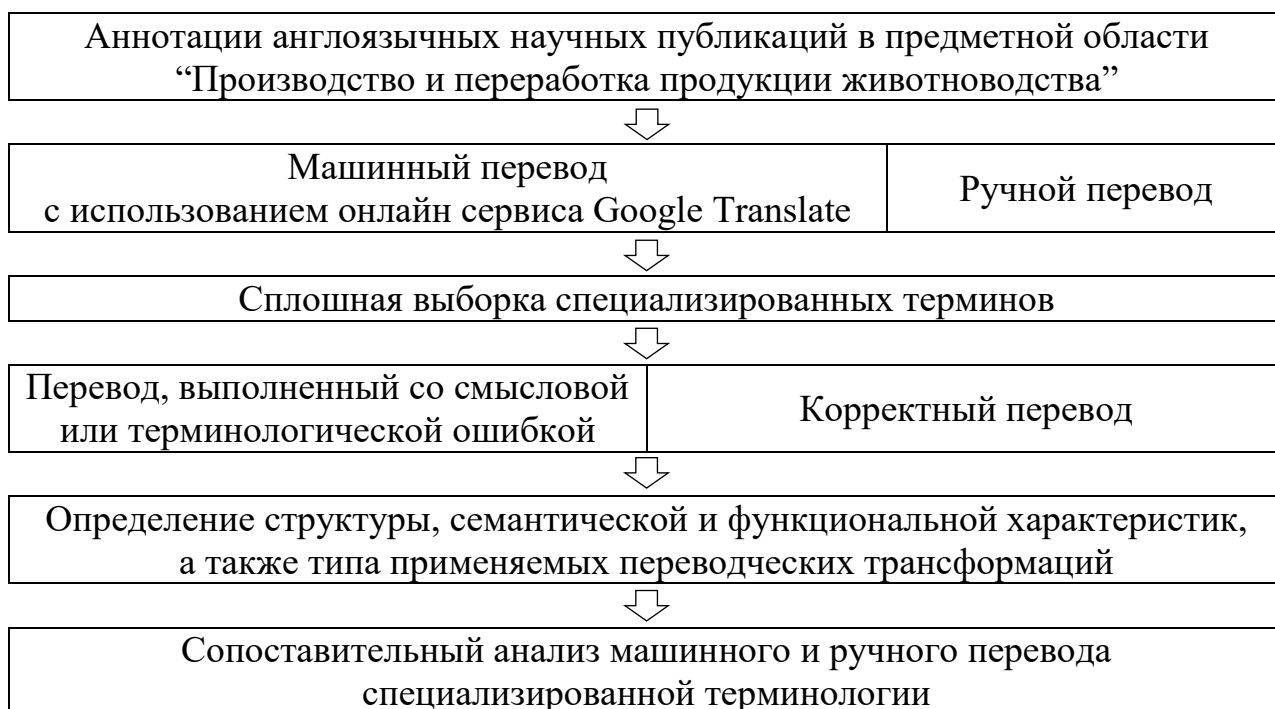 Аннотации англоязычных научных публикаций в предметной области
“Производство и переработка продукции животноводства”
Машинный перевод
с использованием онлайн сервиса Google Translate
Ручной перевод
Сплошная выборка специализированных терминов
Перевод, выполненный со смысловой
или терминологической ошибкой
Корректный перевод
Определение структуры, семантической и функциональной характеристик,
а также типа применяемых переводческих трансформаций
Сопоставительный анализ машинного и ручного перевода
специализированной терминологии